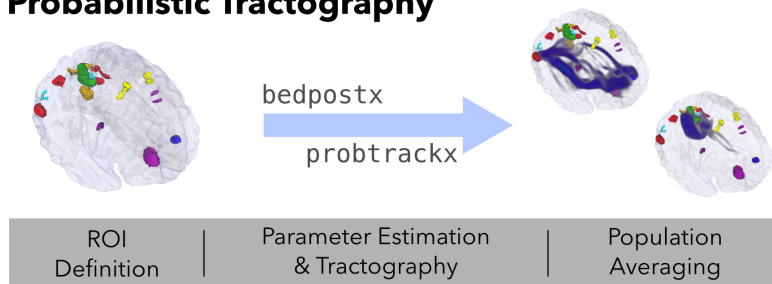 Probabilistic Tractography
bedpostx
probtrackx
ROI
Definition
Parameter Estimation
& Tractography
Population
Averaging